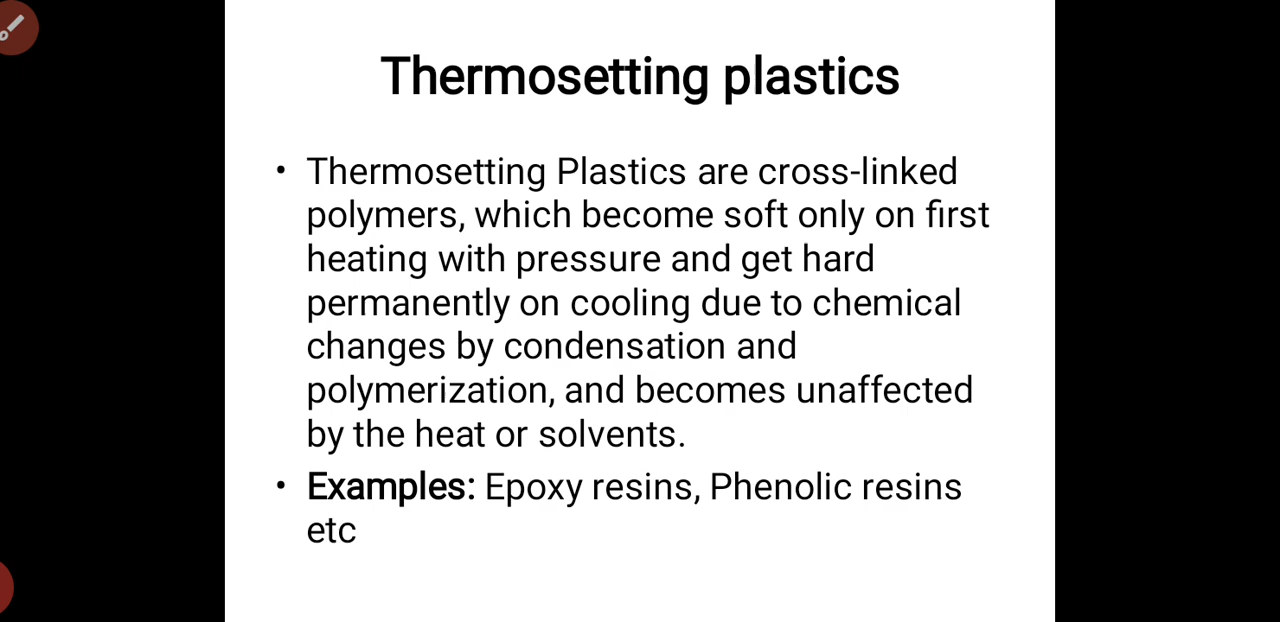 Thermosetting plastics
• Thermosetting Plastics are cross-linked
polymers, which become soft only on first
heating with pressure and get hard
permanently on cooling due to chemical
changes by condensation and
polymerization, and becomes unaffected
by the heat or solvents.
• Examples: Epoxy resins, Phenolic resins
etc